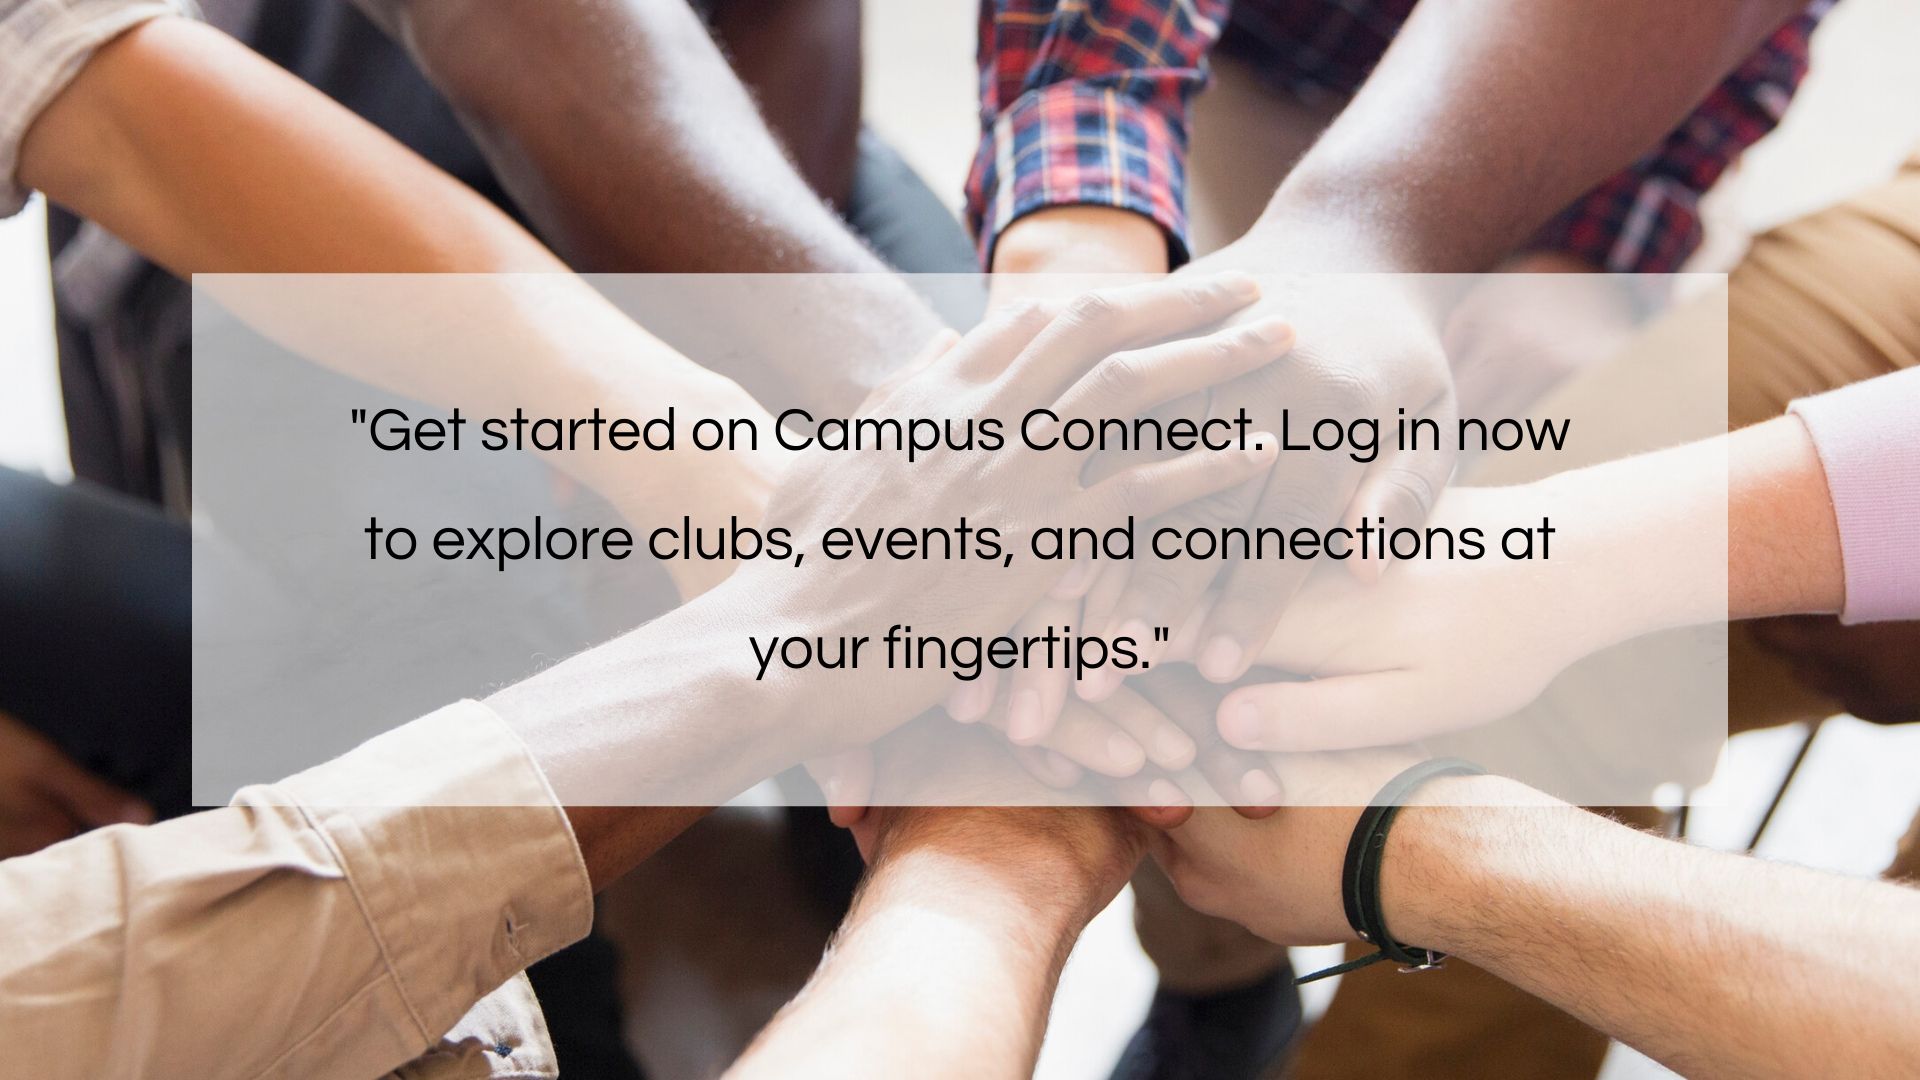 "Get started on Campus Connect. Log in now
to explore clubs, events, and connections at
your fingertips."